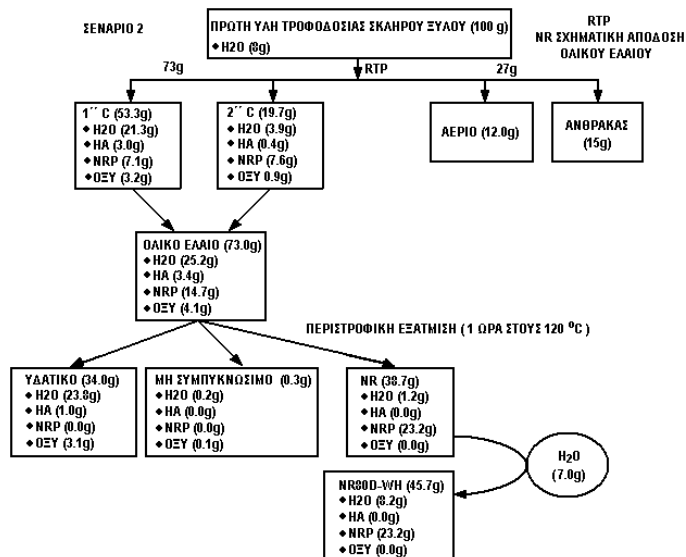 ΣΕΝΑΡΙΟ 2
ΠΡΩΤΗ ΥΛΗ ΤΡΟΦΟΔΟΣΙΑΣ ΣΚΛΗΡΟΥ ΞΥΛΟΥ (100 g)
◆ H2O (8g)
RTP
NR ΣΧΗΜΑΤΙΚΗ ΑΠΟΔΟΣΗ
ΟΛΙΚΟΥ ΕΛΑΙΟΥ
73g
RTP
27g
1´´ C (53.3g)
◆ H2O (21.3g)
◆ HA (3.0g)
◆ NRP (7.1g)
◆ ΟΞΥ (3.2g)
2´´ C (19.7g)
◆ H2O (3.9g)
◆ HA (0.4g)
◆ NRP (7.6g)
◆ ΟΞΥ 0.9g)
ΑΕΡΙΟ (12.0g)
ΑΝΘΡΑΚΑΣ
(15g)
ΟΛΙΚΟ ΕΛΑΙΟ (73.0g)
◆ H2O (25.2g)
◆ HA (3.4g)
◆ NRP (14.7g)
◆ ΟΞΥ (4.1g)
ΠΕΡΙΣΤΡΟΦΙΚΗ ΕΞΑΤΜΙΣΗ ( 1 ΩΡΑ ΣΤΟΥΣ 120 ⁰C )
ΥΔΑΤΙΚΟ (34.0g)
◆ H2O (23.8g)
◆ HA (1.0g)
◆ NRP (0.0g)
◆ ΟΞΥ (3.1g)
ΜΗ ΣΥΜΠΥΚΝΩΣΙΜΟ (0.3g)
◆ H2O (0.2g)
◆ HA (0.0g)
◆ NRP (0.0g)
◆ ΟΞΥ (0.1g)
NR (38.7g)
◆ H2O (1.2g)
◆ HA (0.0g)
◆ NRP (23.2g)
◆ ΟΞΥ (0.0g)
H₂O
(7.0g)
NR80D-WH (45.7g)
◆ H2O (8.2g)
◆ HA (0.0g)
◆ NRP (23.2g)
◆ ΟΞΥ (0.0g)